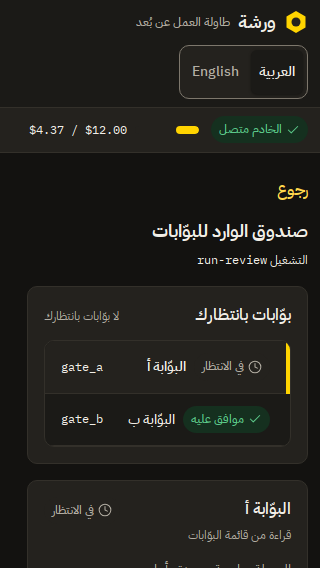 ورشة طاولة العمل عن بُعد
العربية English
الخادم متصل $4.37 / $12.00
رجوع
صندوق الوارد للبوّابات
التشغيل run-review
بوّابات بانتظارك لا بوّابات بانتظارك
في الانتظار البوّابة أ gate_a
موافق عليه البوّابة ب gate_b
البوّابة أ في الانتظار
قراءة من قائمة البوّابات